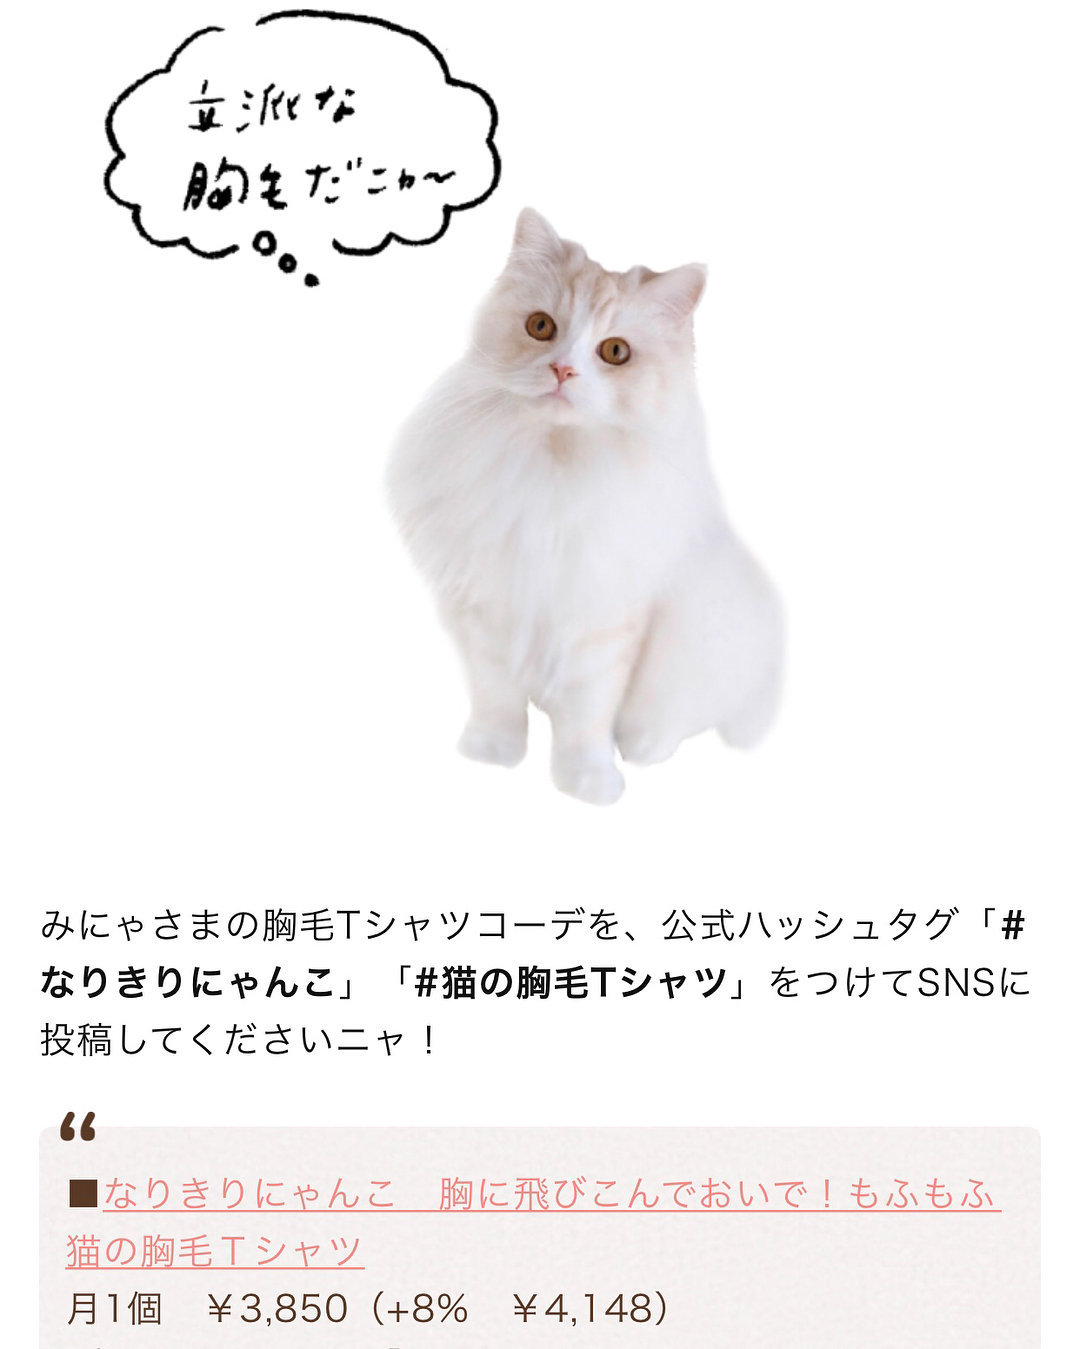 立派な
胸毛だニャ〜
みにゃさまの胸毛Tシャツコーデを、公式ハッシュタグ「#
なりきりにゃんこ」「#猫の胸毛Tシャツ」をつけてSNSに
投稿してくださいニャ！
“
■なりきりにゃんこ　胸に飛びこんでおいで！もふもふ
猫の胸毛Ｔシャツ
月1個　￥3,850（+8%　￥4,148）